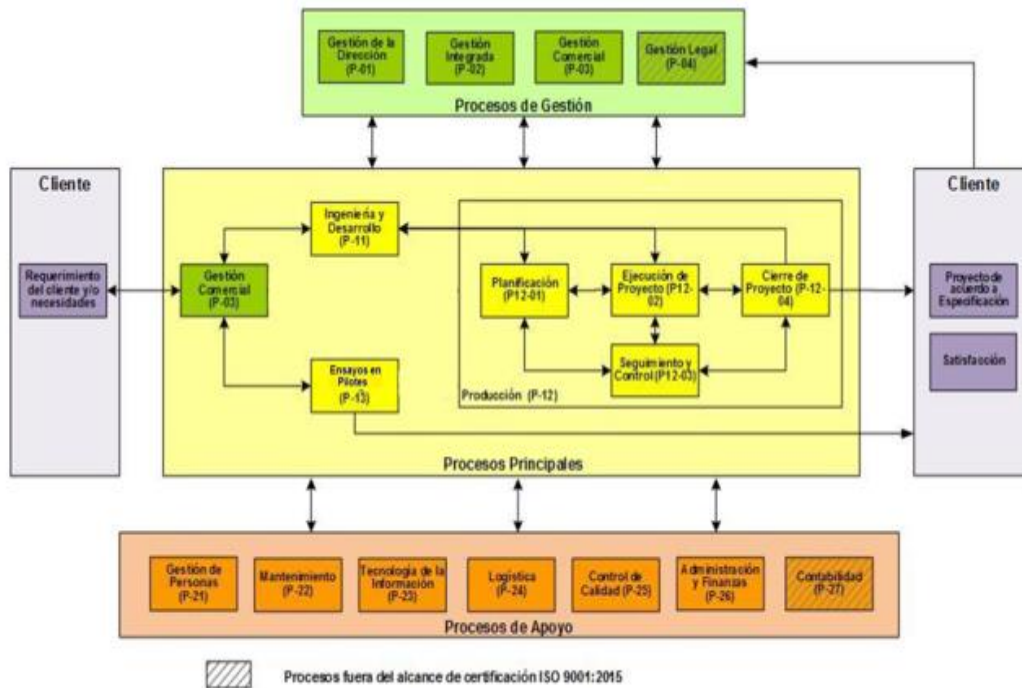 Gestión de la
Dirección
(P-01)
Gestión
Integrada
(P-02)
Gestión
Comercial
(P-03)
Gestión Legal
(P-04)
Procesos de Gestión
Cliente
Requerimiento
del cliente y/o
necesidades
Gestión
Comercial
(P-03)
Ingeniería y
Desarrollo
(P-11)
Ensayos en
Pilotes
(P-13)
Planificación
(P12-01)
Ejecución de
Proyecto (P12-
02)
Cierre de
Proyecto (P-12-
04)
Seguimiento y
Control (P12-03)
Producción (P-12)
Procesos Principales
Cliente
Proyecto de
acuerdo a
Especificación
Satisfacción
Gestión de
Personas
(P-21)
Mantenimiento
(P-22)
Tecnología de la
Información
(P-23)
Logística
(P-24)
Control de
Calidad (P-25)
Administración
y Finanzas
(P-26)
Contabilidad
(P-27)
Procesos de Apoyo
Procesos fuera del alcance de certificación ISO 9001:2015